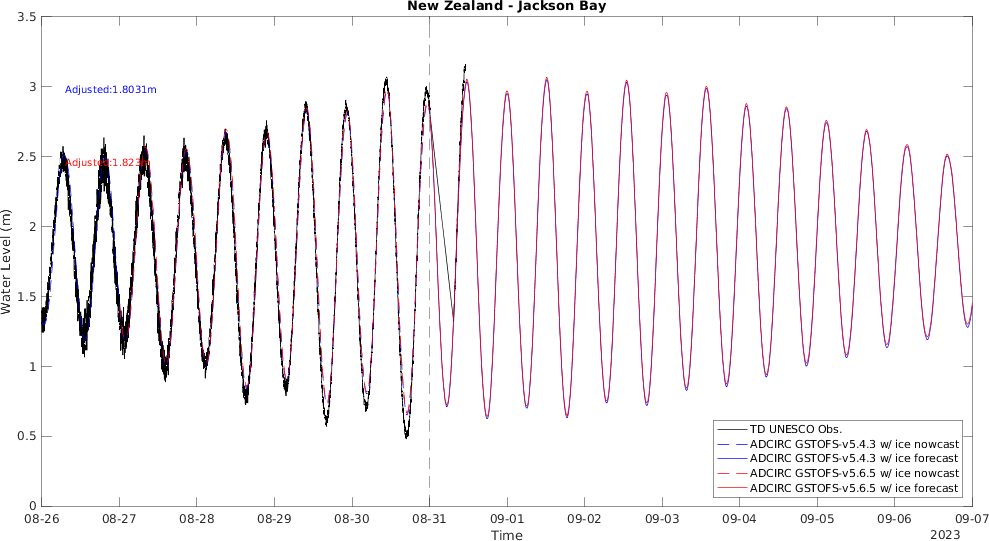 New Zealand - Jackson Bay
3.5
3
2.5
2
1.5
1
0.5
0
Water Level (m)
Adjusted:1.8031m
Adjusted:1.823m
TD UNESCO Obs.
ADCIRC GSTOFS-v5.4.3 w/ ice nowcast
ADCIRC GSTOFS-v5.4.3 w/ ice forecast
ADCIRC GSTOFS-v5.6.5 w/ ice nowcast
ADCIRC GSTOFS-v5.6.5 w/ ice forecast
08-26 08-27 08-28 08-29 08-30 08-31 09-01 09-02 09-03 09-04 09-05 09-06 09-07
Time
2023